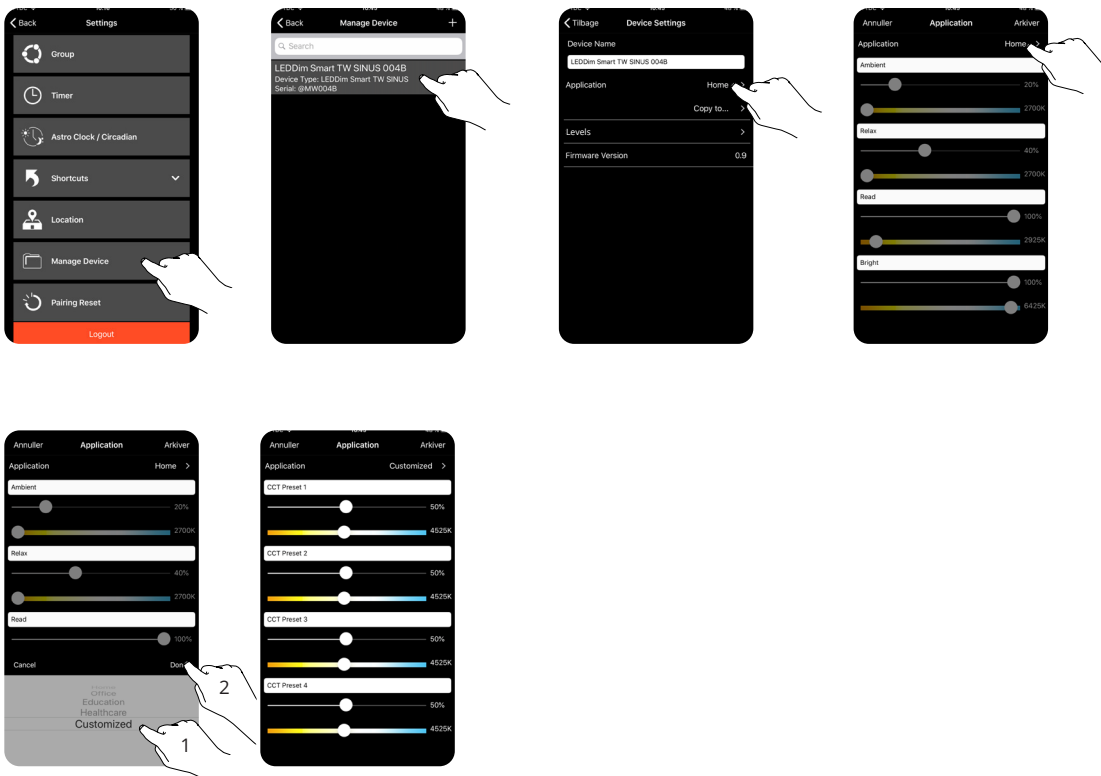 Back Settings
Group
Timer
Astro Clock / Circadian
Shortcuts
Location
Manage Device
Pairing Reset
Logout
Back Manage Device +
Search
LEDDim Smart TW SINUS 004B
Device Type: LEDDim Smart TW SINUS
Serial: @MW004B
Tilbage Device Settings
Device Name
LEDDim Smart TW SINUS 004B
Application Home
Copy to...
Levels
Firmware Version 0.9
Annuller Application Arkiver
Application Home
Ambient
20%
2700K
Relax
40%
2700K
Read
100%
2925K
Bright
100%
6425K
Annuller Application Arkiver
Application Home
Ambient
20%
2700K
Relax
40%
2700K
Read
100%
Cancel
Office
Education
Healthcare
Customized
2
1
Annuller Application Arkiver
Application Customized
CCT Preset 1
50%
4525K
CCT Preset 2
50%
4525K
CCT Preset 3
50%
4525K
CCT Preset 4
50%
4525K